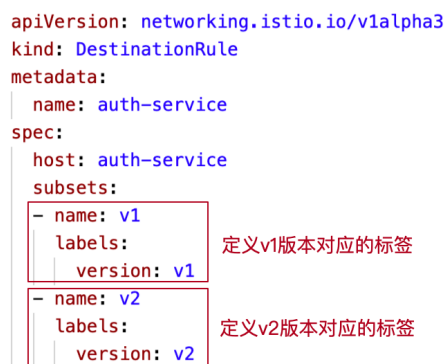 apiVersion: networking.istio.io/v1alpha3
kind: DestinationRule
metadata:
  name: auth-service
spec:
  host: auth-service
  subsets:
  - name: v1
    labels:
      version: v1
定义v1版本对应的标签
  - name: v2
    labels:
      version: v2
定义v2版本对应的标签